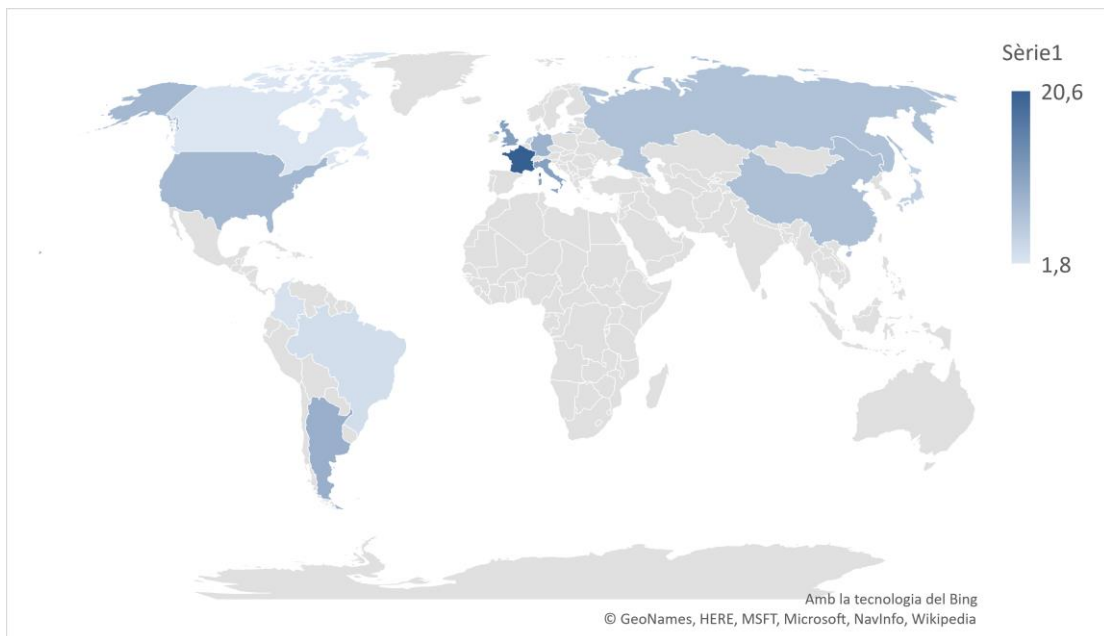 Sèrie1
20,6
1,8
Amb la tecnologia del Bing
© GeoNames, HERE, MSFT, Microsoft, NavInfo, Wikipedia